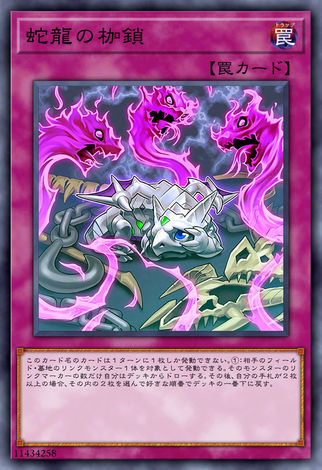 蛇龍の枷鎖
トラップ
罠
【罠カード】
このカード名のカードは1ターンに1枚しか発動できない。①:相手のフィール
ド・墓地のリンクモンスター1体を対象として発動できる。そのモンスターのリ
ンクマーカーの数だけ自分はデッキからドローする。その後、自分の手札が2枚
以上の場合、その内の2枚を選んで好きな順番でデッキの一番下に戻す。
11434258